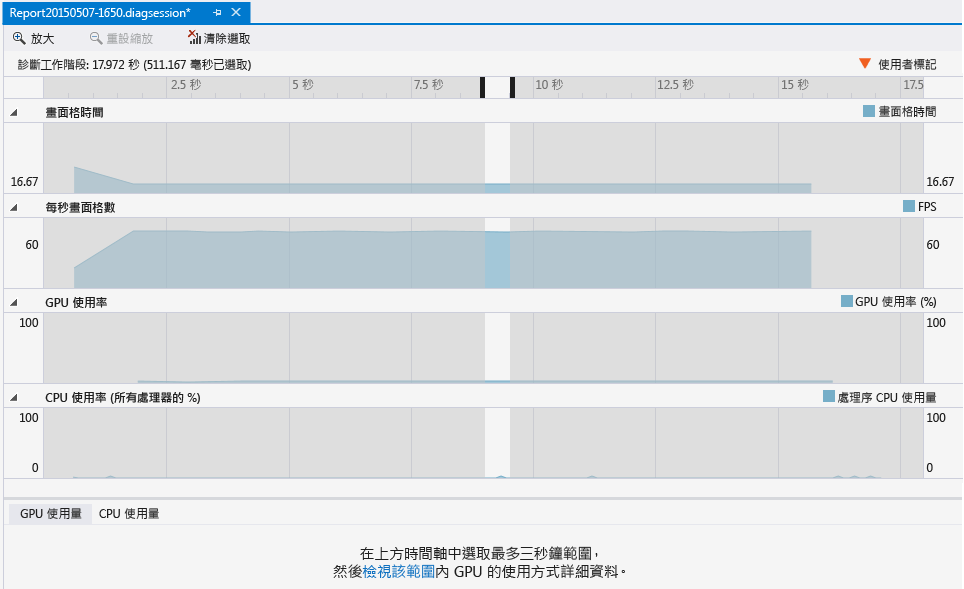 Report20150507-1650.diagsession*
放大 重設縮放 清除選取
診斷工作階段: 17.972 秒 (511.167 毫秒已選取) 使用者標記
2.5 秒 5 秒 7.5 秒 10 秒 12.5 秒 15 秒 17.5
畫面格時間 畫面格時間
16.67 16.67
每秒畫面格數 FPS
60 60
GPU 使用率 GPU 使用率 (%)
100 100
CPU 使用率 (所有處理器的 %) 處理序 CPU 使用量
100 100
0 0
GPU 使用量 CPU 使用量
在上方時間軸中選取最多三秒鐘範圍，
然後檢視該範圍內 GPU 的使用方式詳細資料。